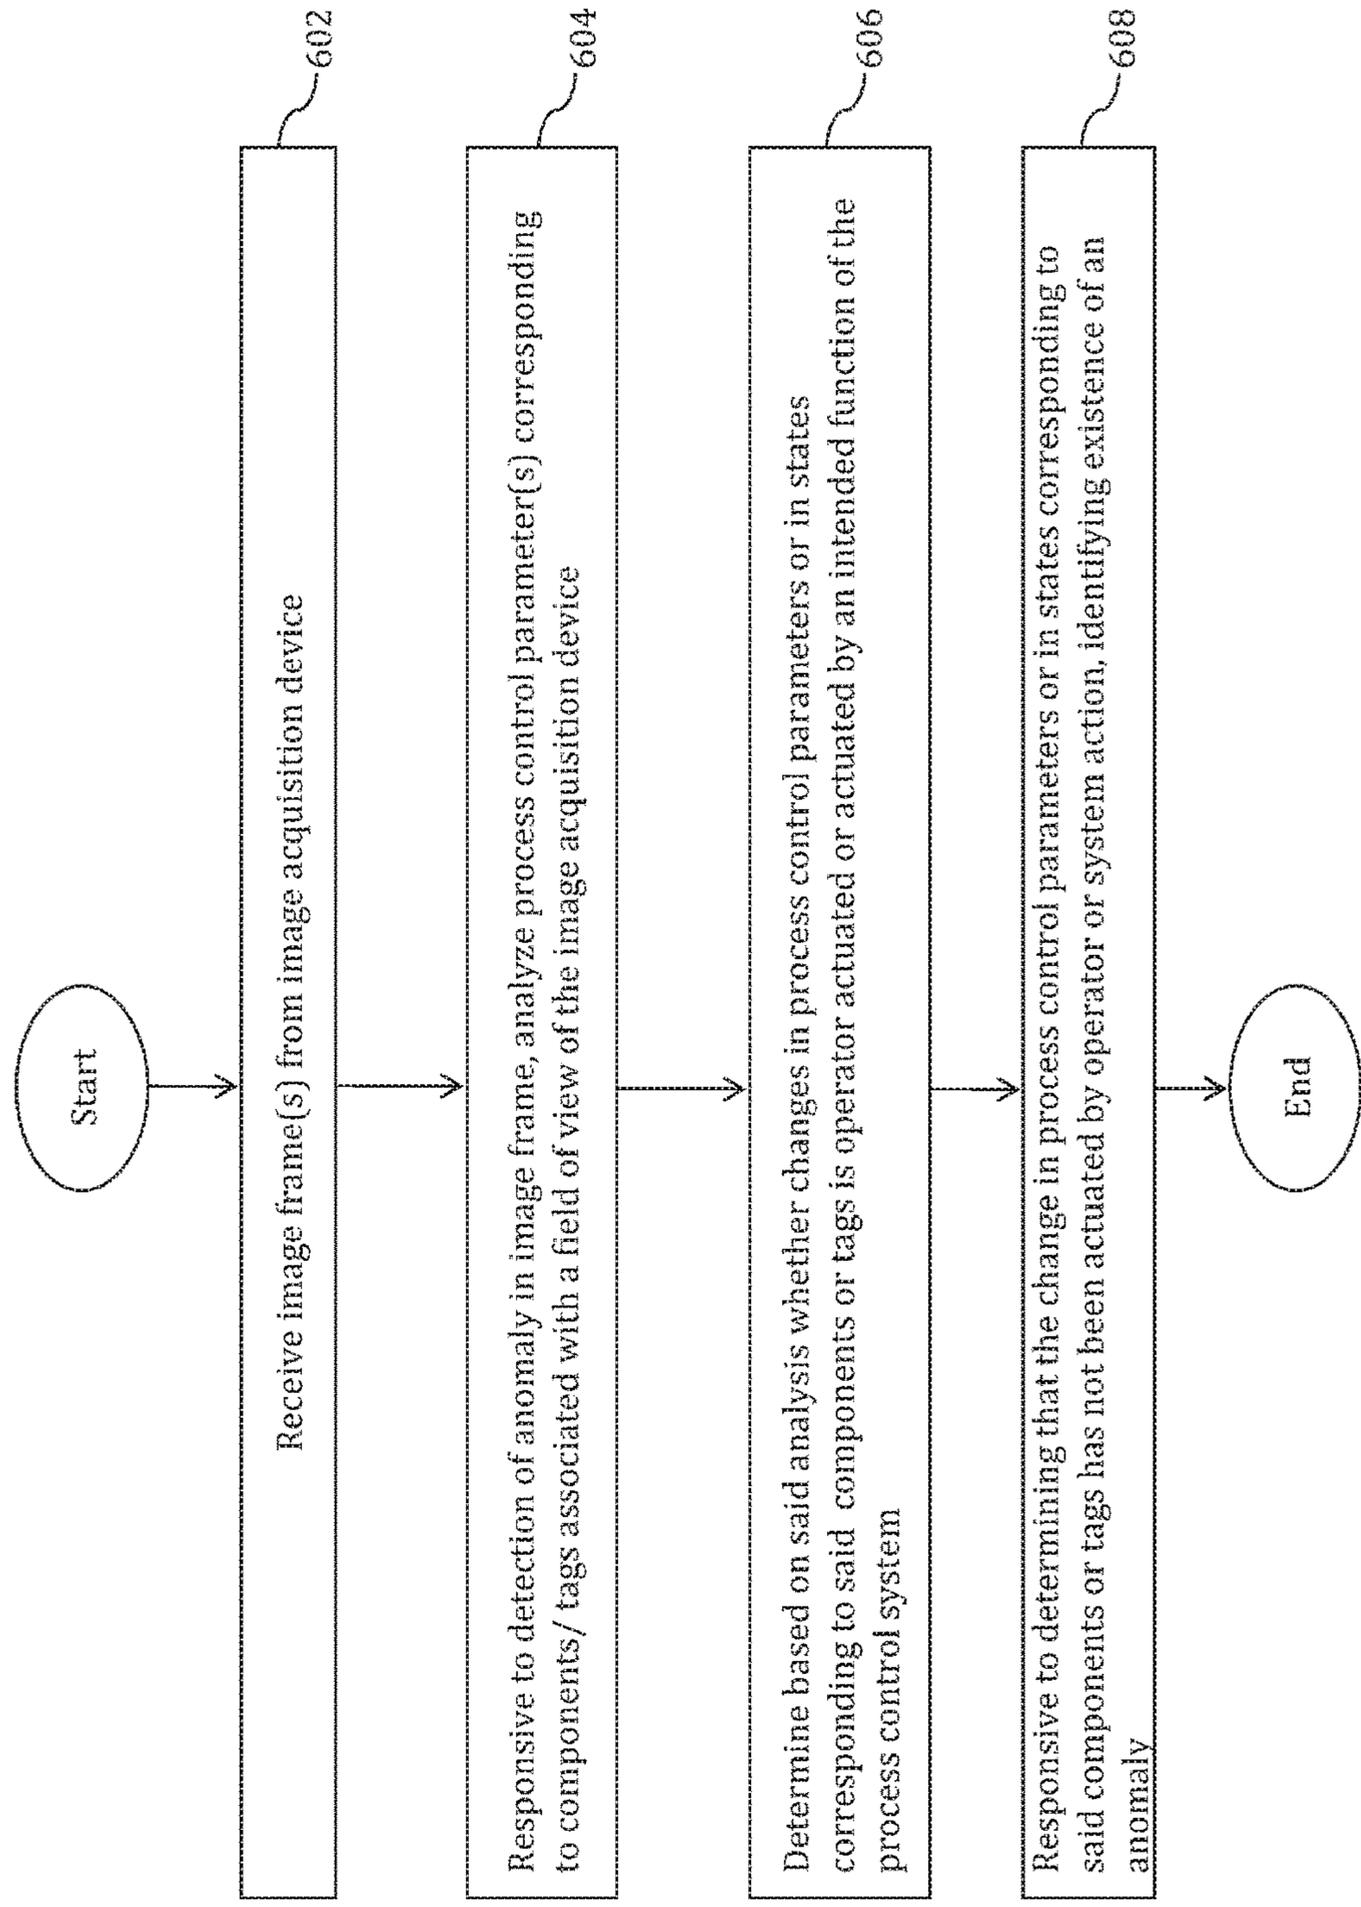 Start
Receive image frame(s) from image acquisition device
602
Responsive to detection of anomaly in image frame, analyze process control parameter(s) corresponding
to components/ tags associated with a field of view of the image acquisition device
604
Determine based on said analysis whether changes in process control parameters or in states
corresponding to said components or tags is operator actuated or actuated by an intended function of the
process control system
606
Responsive to determining that the change in process control parameters or in states corresponding to
said components or tags has not been actuated by operator or system action, identifying existence of an
anomaly
608
End